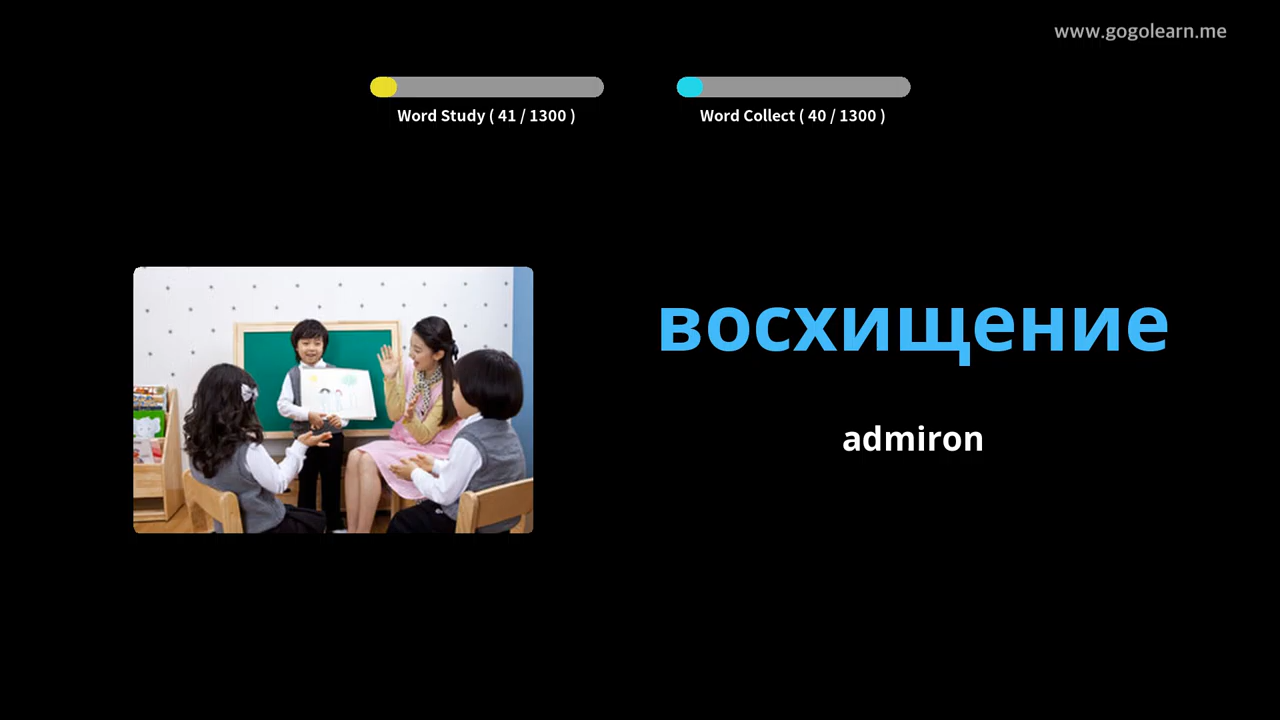 www.gogolearn.me
Word Study ( 41 / 1300 )
Word Collect ( 40 / 1300 )
восхищение
admiron